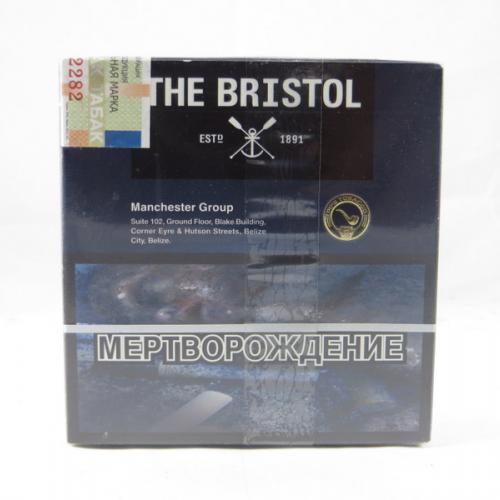 THE BRISTOL
ESTD 1891
Manchester Group
Suite 102, Ground Floor, Blake Building,
Corner Eyre & Hutson Streets, Belize
City, Belize.
МЕРТВОРОЖДЕНИЕ
2282
ТАБАК
НАЯ МАРКА